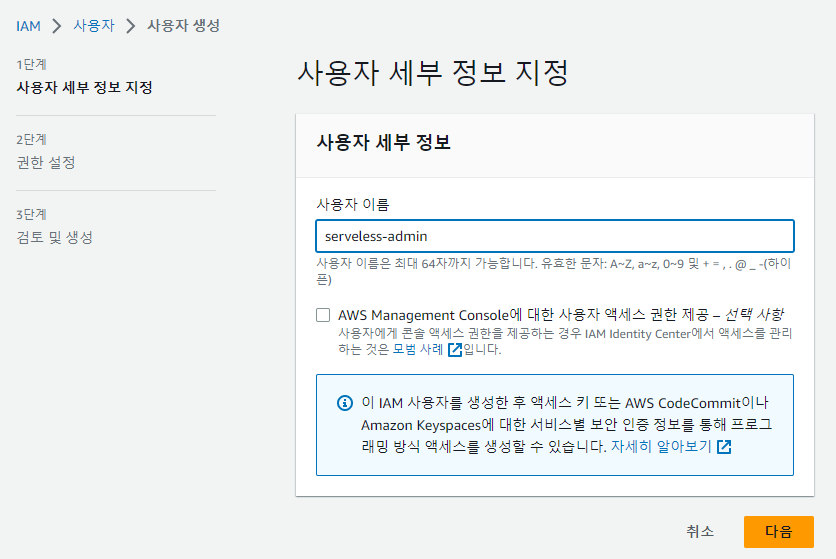 IAM > 사용자 > 사용자 생성
1단계
사용자 세부 정보 지정
2단계
권한 설정
3단계
검토 및 생성
사용자 세부 정보 지정
사용자 세부 정보
사용자 이름
serveless-admin
사용자 이름은 최대 64자까지 가능합니다. 유효한 문자: A~Z, a~z, 0~9 및 + = , . @ _ -(하이
픈)
AWS Management Console에 대한 사용자 액세스 권한 제공 – 선택 사항
사용자에게 콘솔 액세스 권한을 제공하는 경우 IAM Identity Center에서 액세스를 관리
하는 것은 모범 사례 입니다.
이 IAM 사용자를 생성한 후 액세스 키 또는 AWS CodeCommit이나
Amazon Keyspaces에 대한 서비스별 보안 인증 정보를 통해 프로그
래밍 방식 액세스를 생성할 수 있습니다. 자세히 알아보기
취소
다음